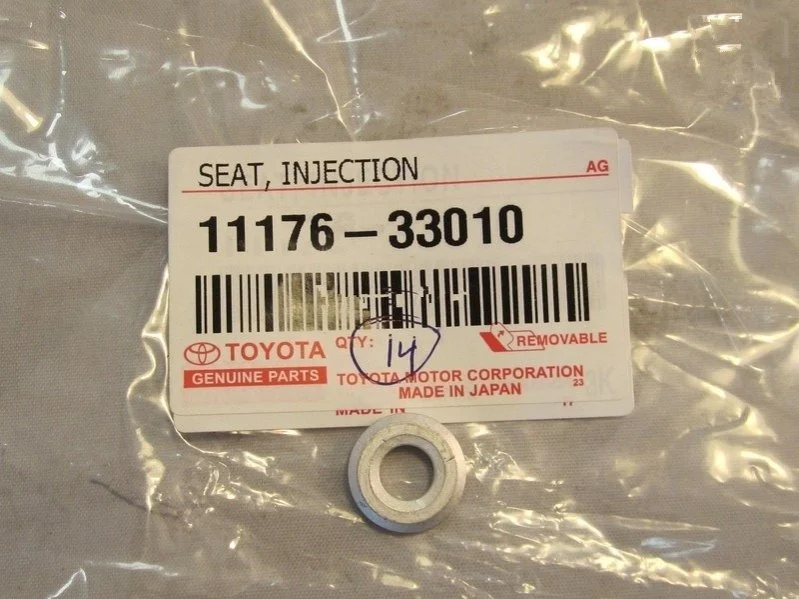 SEAT, INJECTION
AG
11176-33010
TOYOTA
GENUINE PARTS
QTY: 14
REMOVABLE
TOYOTA MOTOR CORPORATION
MADE IN JAPAN
23
MADE IN